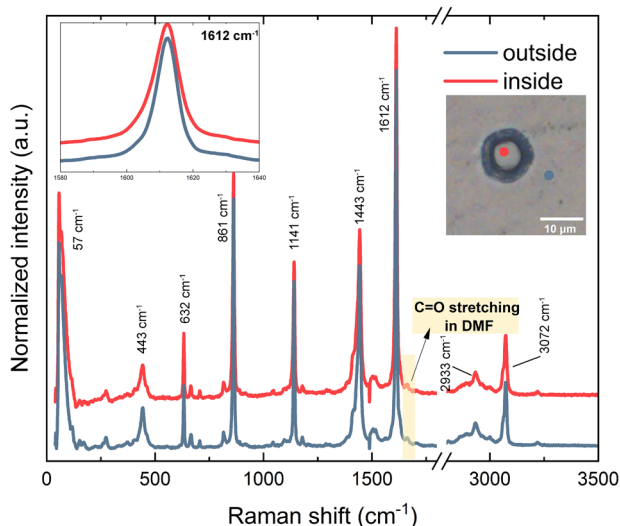 1612 cm-1
1580
1600
1620
1640
outside
inside
10 µm
57 cm-1
443 cm-1
632 cm-1
861 cm-1
1141 cm-1
1443 cm-1
1612 cm-1
C=O stretching
in DMF
2933 cm-1
3072 cm-1
Normalized intensity (a.u.)
0
500
1000
1500
3000
3500
Raman shift (cm-1)